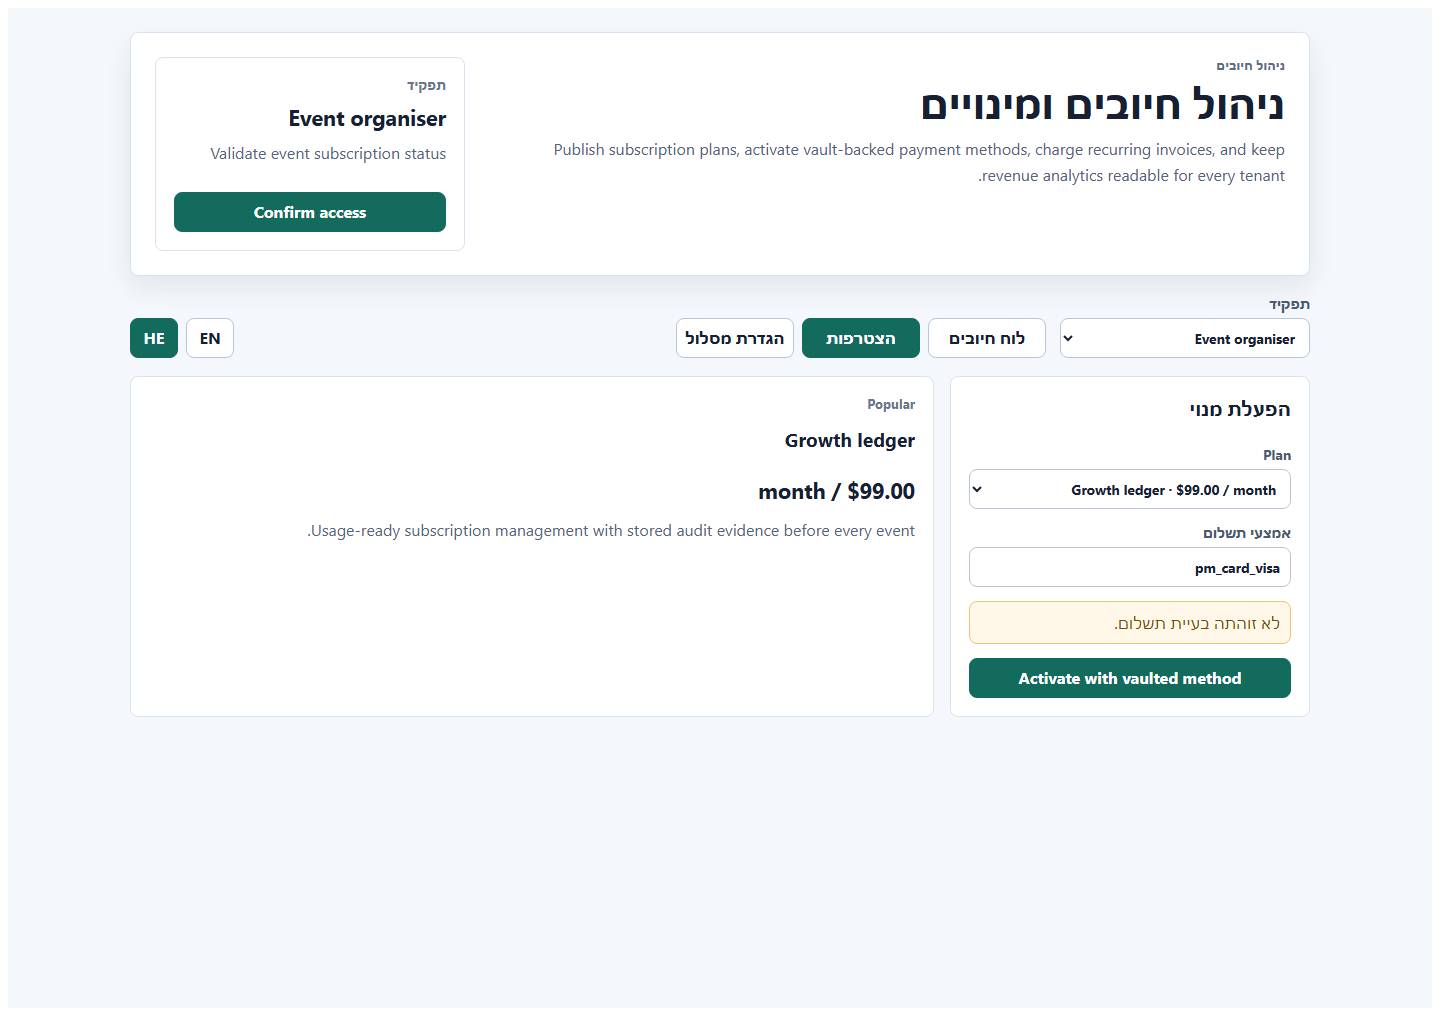 ניהול חיובים
ניהול חיובים ומינויים
Publish subscription plans, activate vault-backed payment methods, charge recurring invoices, and keep
revenue analytics readable for every tenant.
תפקיד
Event organiser
Validate event subscription status
Confirm access
תפקיד
Event organiser
לוח חיובים
הצטרפות
הגדרת מסלול
EN
HE
הפעלת מנוי
Plan
Growth ledger · $99.00 / month
אמצעי תשלום
pm_card_visa
לא זוהתה בעיית תשלום.
Activate with vaulted method
Popular
Growth ledger
month / $99.00
Usage-ready subscription management with stored audit evidence before every event.